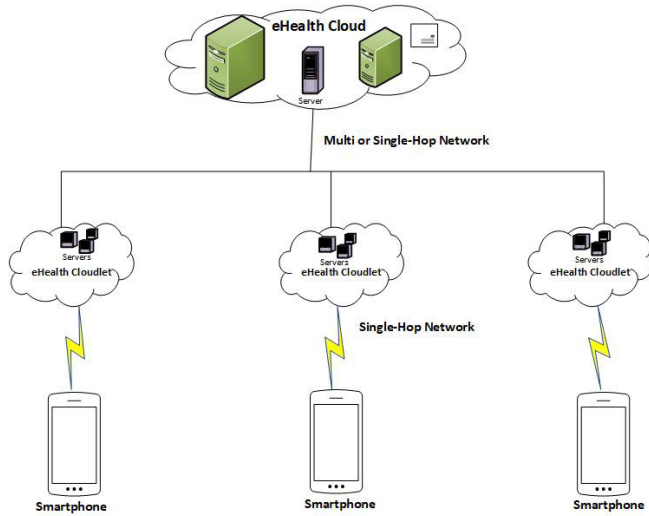 eHealth Cloud
Server
Multi or Single-Hop Network
Servers
eHealth Cloudlet
Servers
eHealth Cloudlet
Servers
eHealth Cloudlet
Single-Hop Network
Smartphone
Smartphone
Smartphone